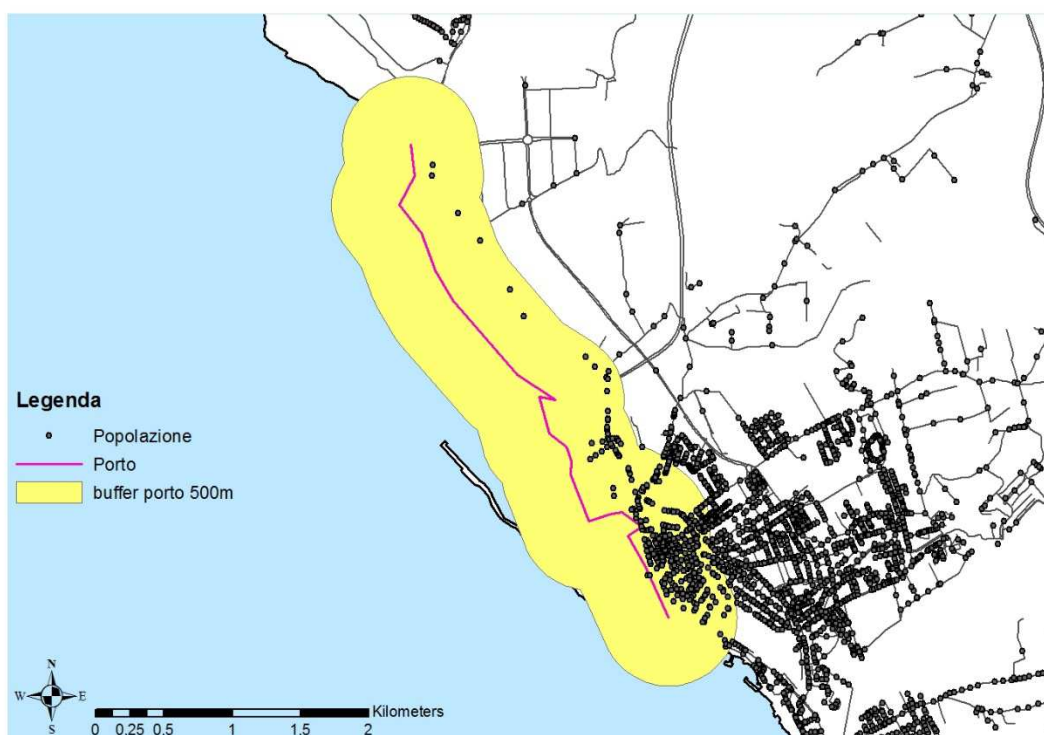 Legenda
Popolazione
Porto
buffer porto 500m
N
W E
S
Kilometers
0 0.25 0.5 1 1.5 2